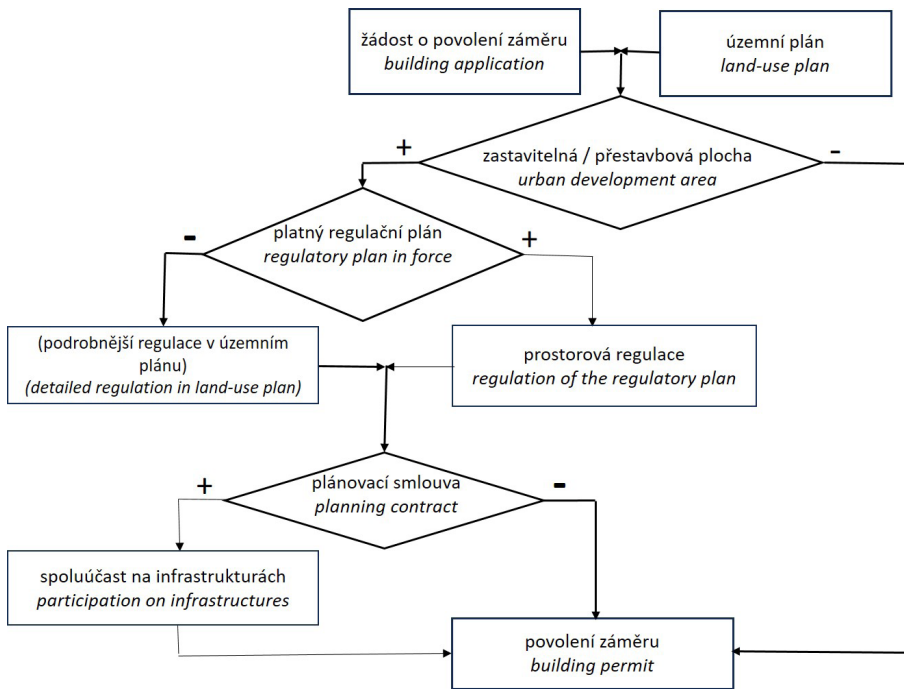 žádost o povolení záměru
building application
územní plán
land-use plan
zastavitelná / přestavbová plocha
urban development area
+
-
platný regulační plán
regulatory plan in force
-
+
(podrobnější regulace v územním
plánu)
(detailed regulation in land-use plan)
prostorová regulace
regulation of the regulatory plan
plánovací smlouva
planning contract
+
-
spoluúčast na infrastrukturách
participation on infrastructures
povolení záměru
building permit